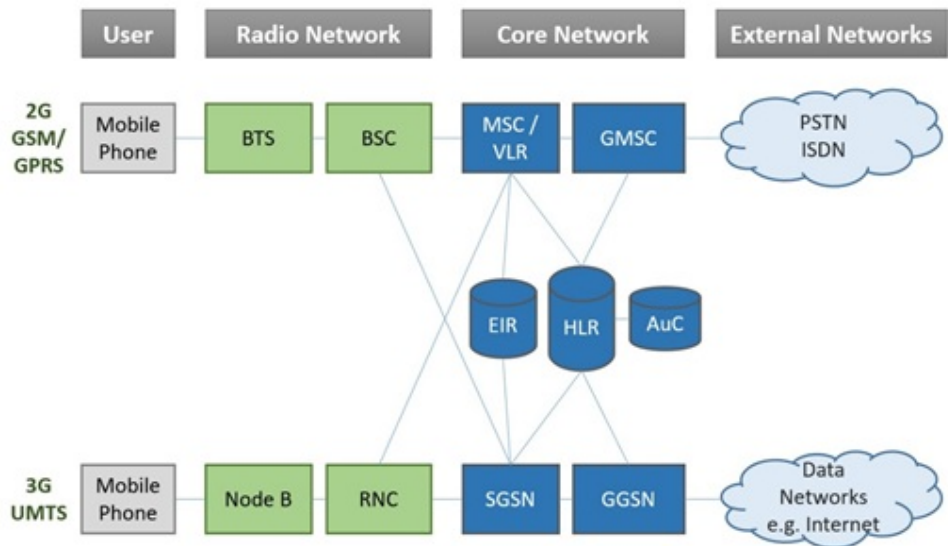 User
Radio Network
Core Network
External Networks
2G
GSM/
GPRS
Mobile
Phone
BTS
BSC
MSC /
VLR
GMSC
PSTN
ISDN
EIR
HLR
AuC
3G
UMTS
Mobile
Phone
Node B
RNC
SGSN
GGSN
Data
Networks
e.g. Internet